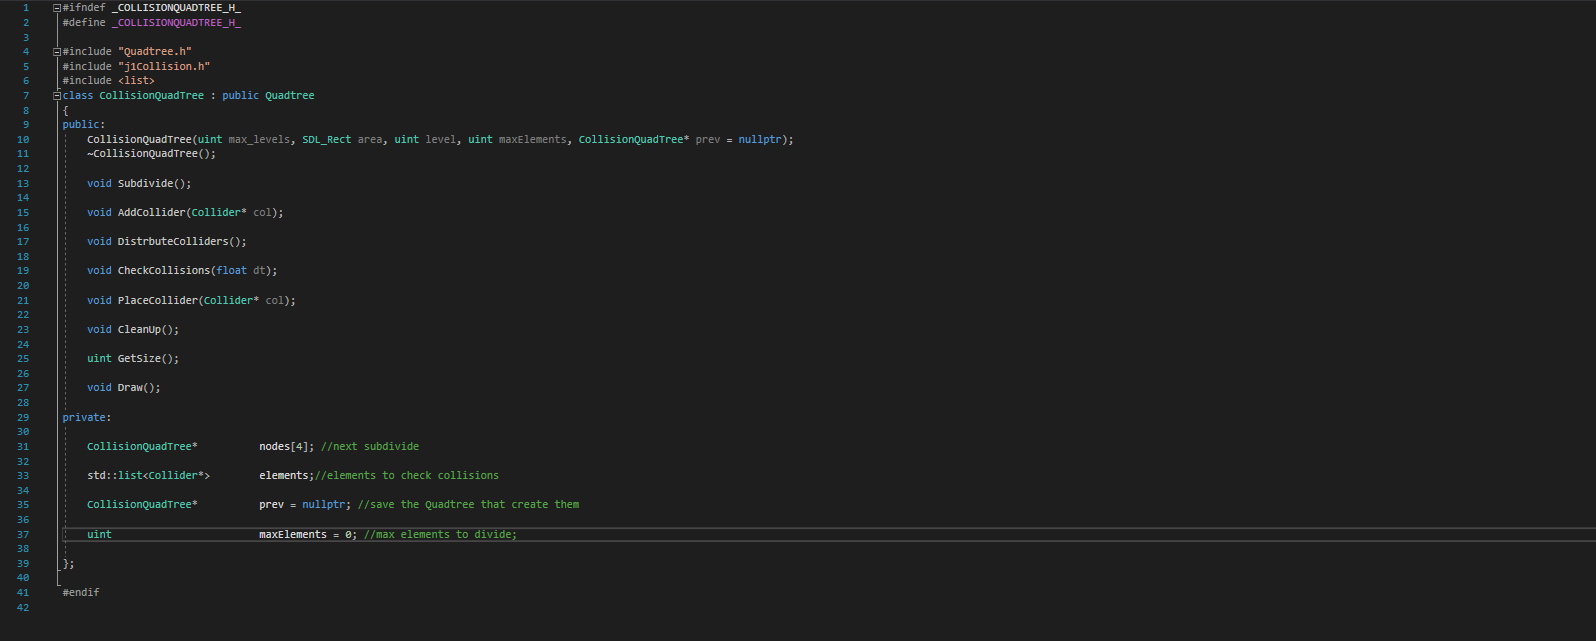 1 #ifndef _COLLISIONQUADTREE_H_
2 #define _COLLISIONQUADTREE_H_
3
4 #include "Quadtree.h"
5 #include "j1Collision.h"
6 #include <list>
7 class CollisionQuadTree : public Quadtree
8 {
9 public:
10 CollisionQuadTree(uint max_levels, SDL_Rect area, uint level, uint maxElements, CollisionQuadTree* prev = nullptr);
11 ~CollisionQuadTree();
12
13 void Subdivide();
14
15 void AddCollider(Collider* col);
16
17 void DistrbuteColliders();
18
19 void CheckCollisions(float dt);
20
21 void PlaceCollider(Collider* col);
22
23 void CleanUp();
24
25 uint GetSize();
26
27 void Draw();
28
29 private:
30
31 CollisionQuadTree* nodes[4]; //next subdivide
32
33 std::list<Collider*> elements;//elements to check collisions
34
35 CollisionQuadTree* prev = nullptr; //save the Quadtree that create them
36
37 uint maxElements = 0; //max elements to divide;
38
39 };
40
41 #endif
42